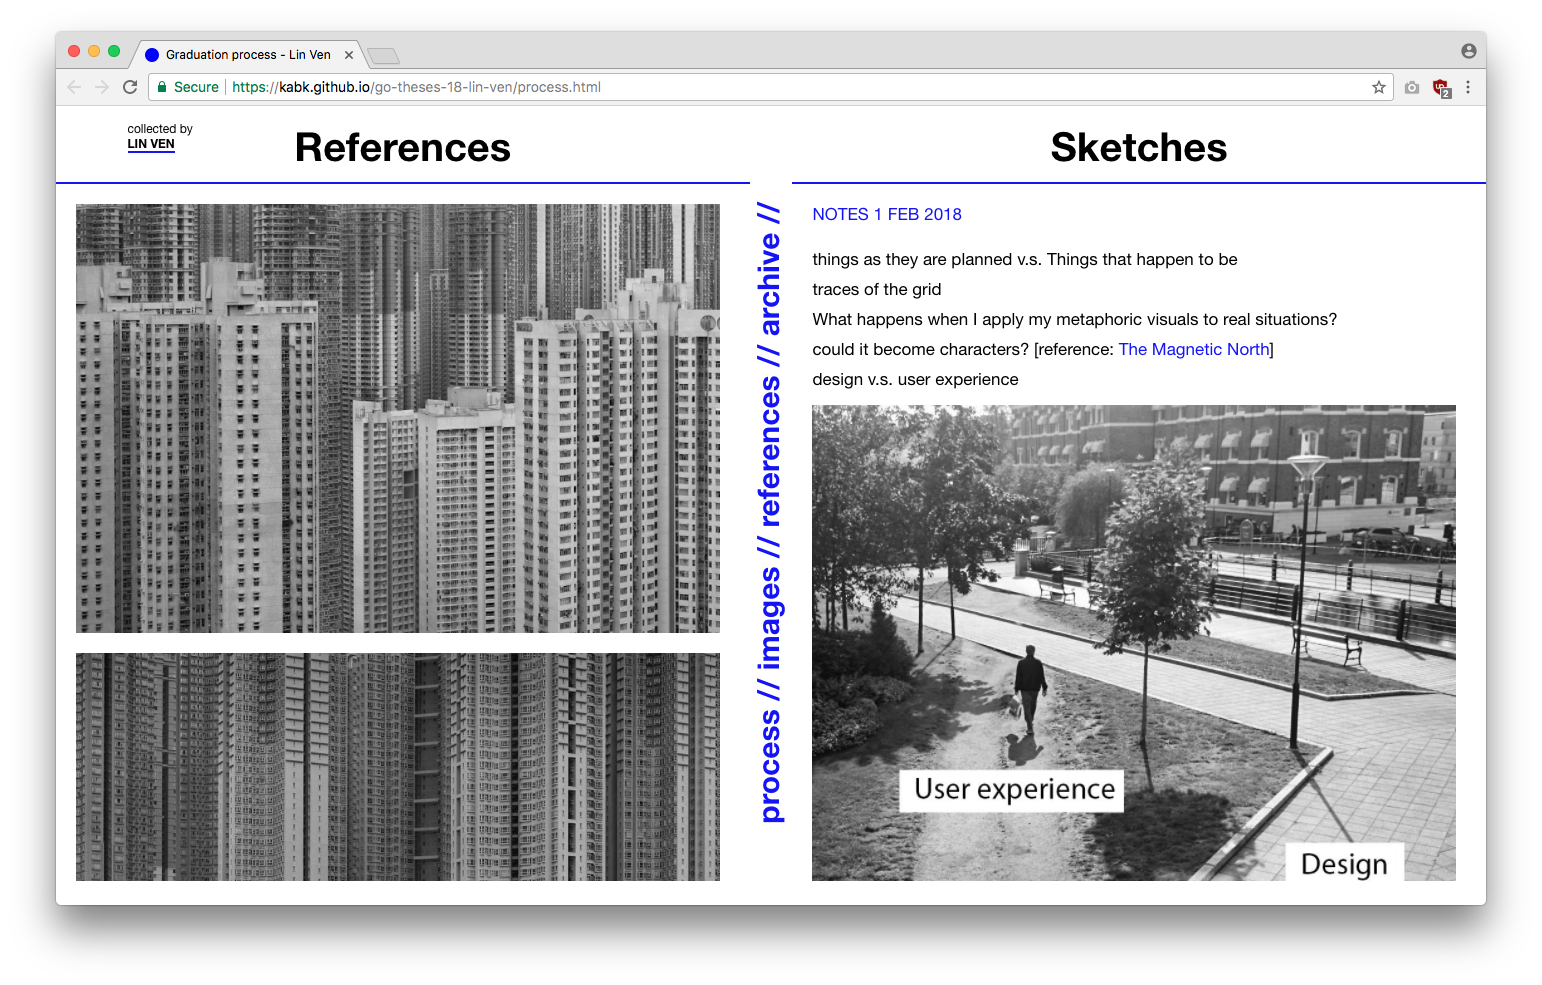 Graduation process - Lin Ven
Secure
https://kabk.github.io/go-theses-18-lin-ven/process.html
2
collected by
LIN VEN
References
Sketches
process // images // references // archive //
NOTES 1 FEB 2018
things as they are planned v.s. Things that happen to be
traces of the grid
What happens when I apply my metaphoric visuals to real situations?
could it become characters? [reference: The Magnetic North]
design v.s. user experience
User experience
Design